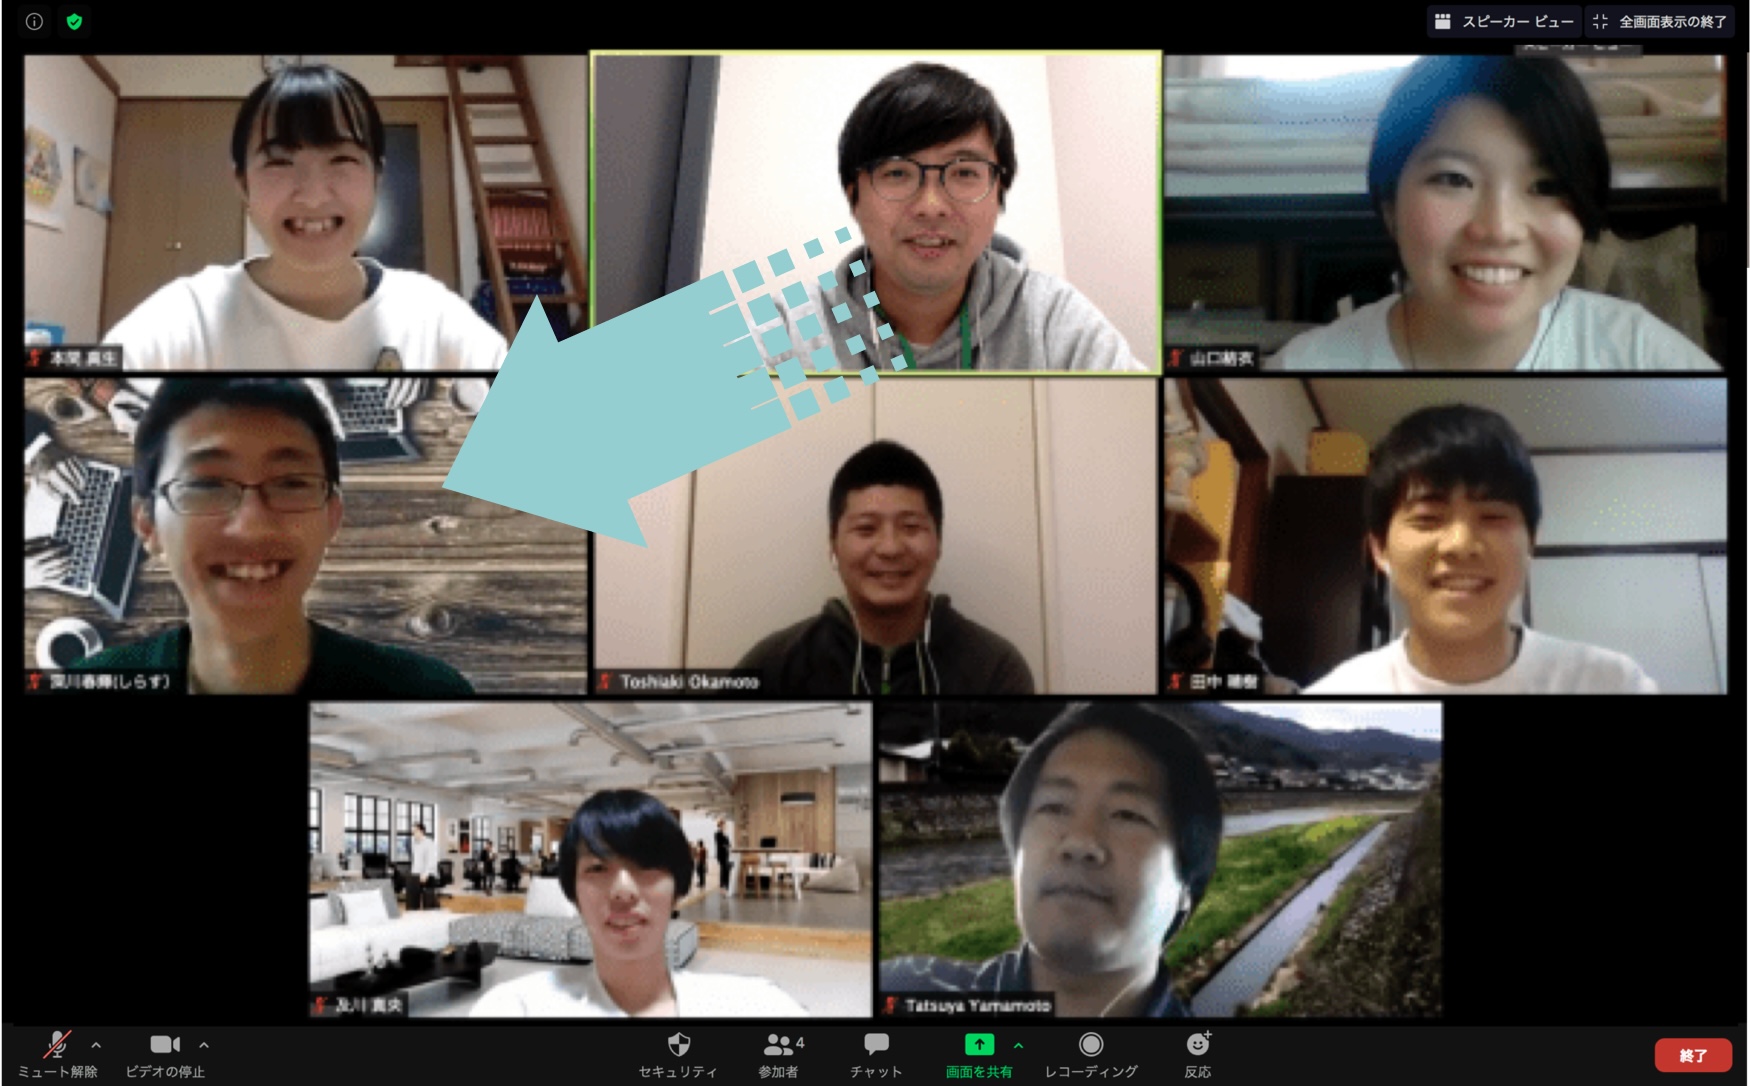 スピーカー ビュー
全画面表示の終了
本間 真生
山口結衣
深川春輝(しらす)
Toshiaki Okamoto
田中 

及川 真央
Tatsuya Yamamoto
ミュート解除
ビデオの停止
セキュリティ
4
参加者
チャット
画面を共有
レコーディング
反応
終了